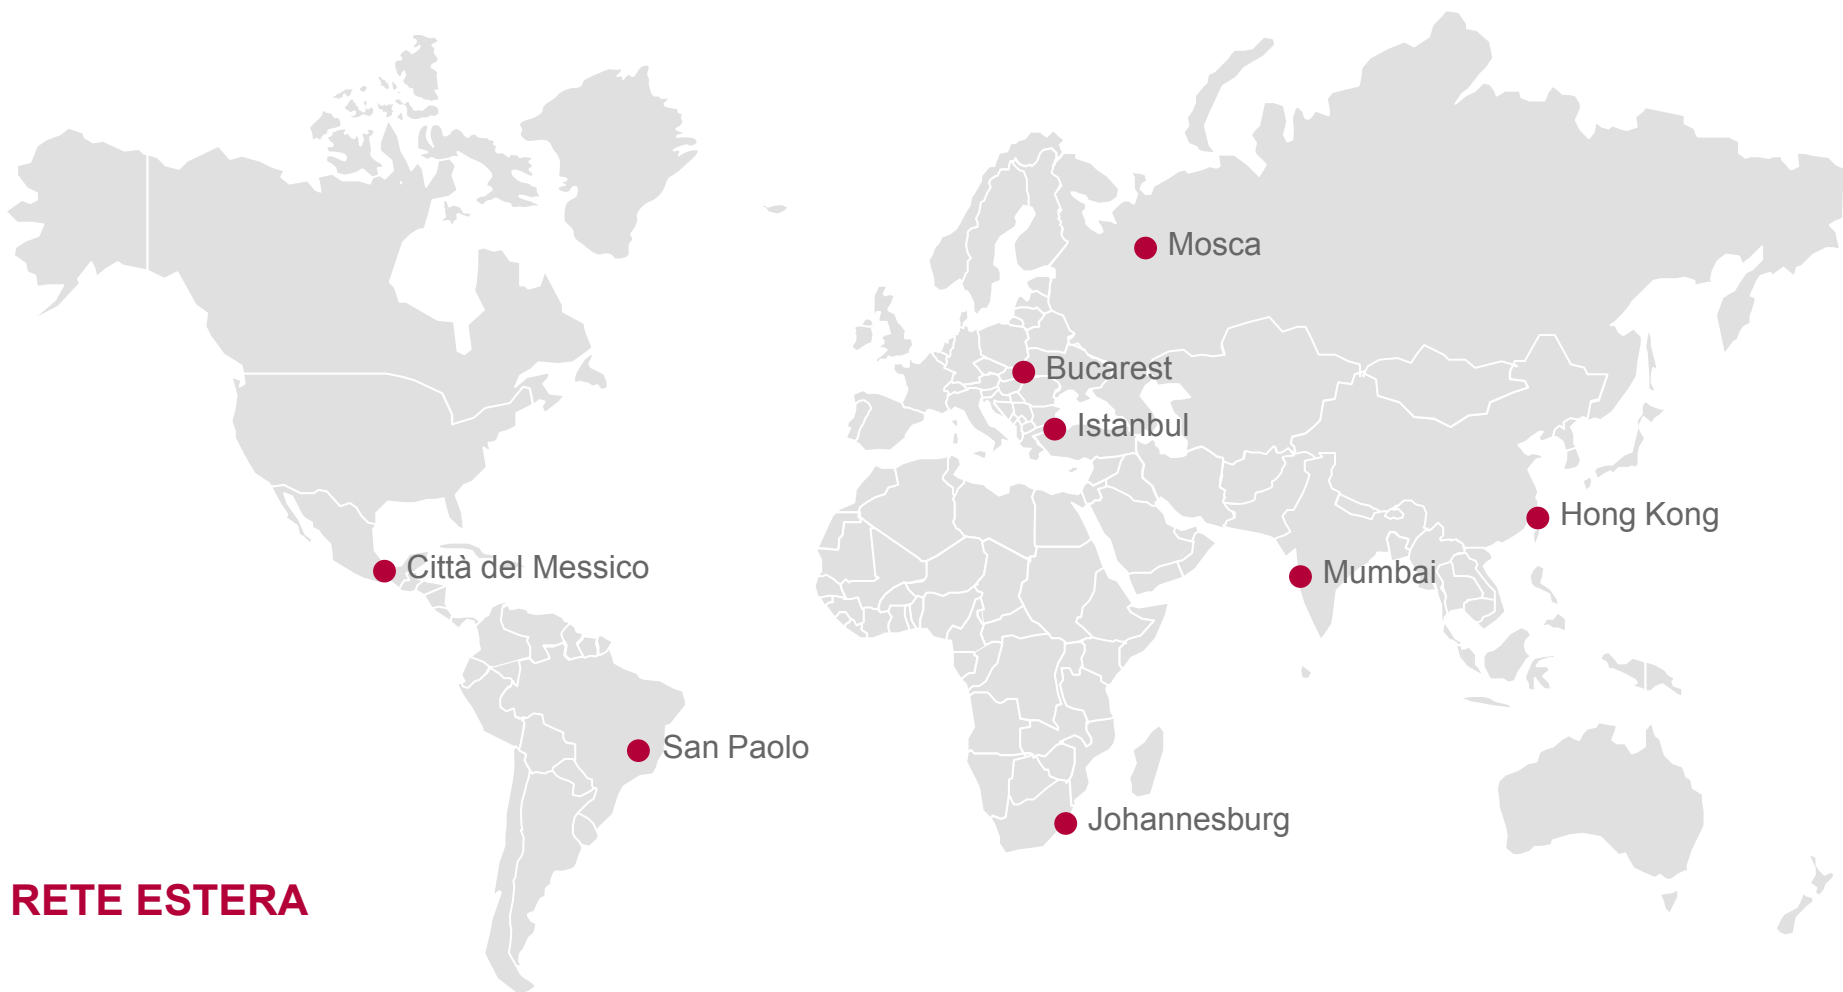 Mosca
Bucarest
Istanbul
Hong Kong
Città del Messico
Mumbai
San Paolo
Johannesburg
RETE ESTERA